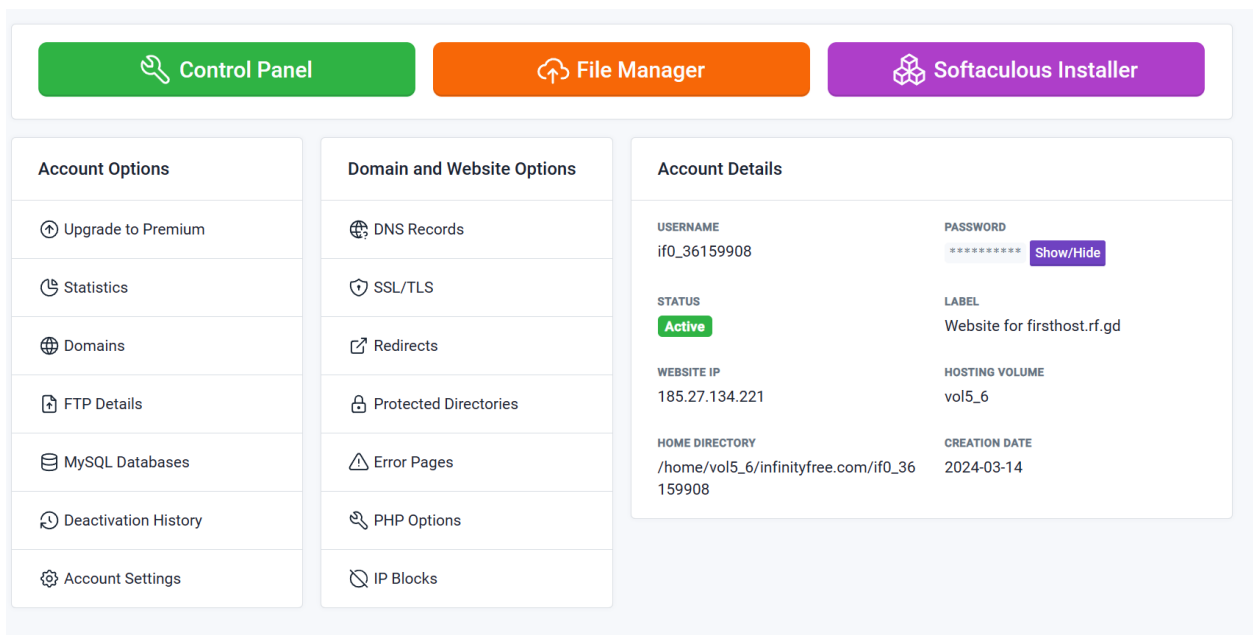 Control Panel
File Manager
Softaculous Installer
Account Options
Upgrade to Premium
Statistics
Domains
FTP Details
MySQL Databases
Deactivation History
Account Settings
Domain and Website Options
DNS Records
SSL/TLS
Redirects
Protected Directories
Error Pages
PHP Options
IP Blocks
Account Details
USERNAME
if0_36159908
PASSWORD
********** Show/Hide
STATUS
Active
LABEL
Website for firsthost.rf.gd
WEBSITE IP
185.27.134.221
HOSTING VOLUME
vol5_6
HOME DIRECTORY
/home/vol5_6/infinityfree.com/if0_36
159908
CREATION DATE
2024-03-14